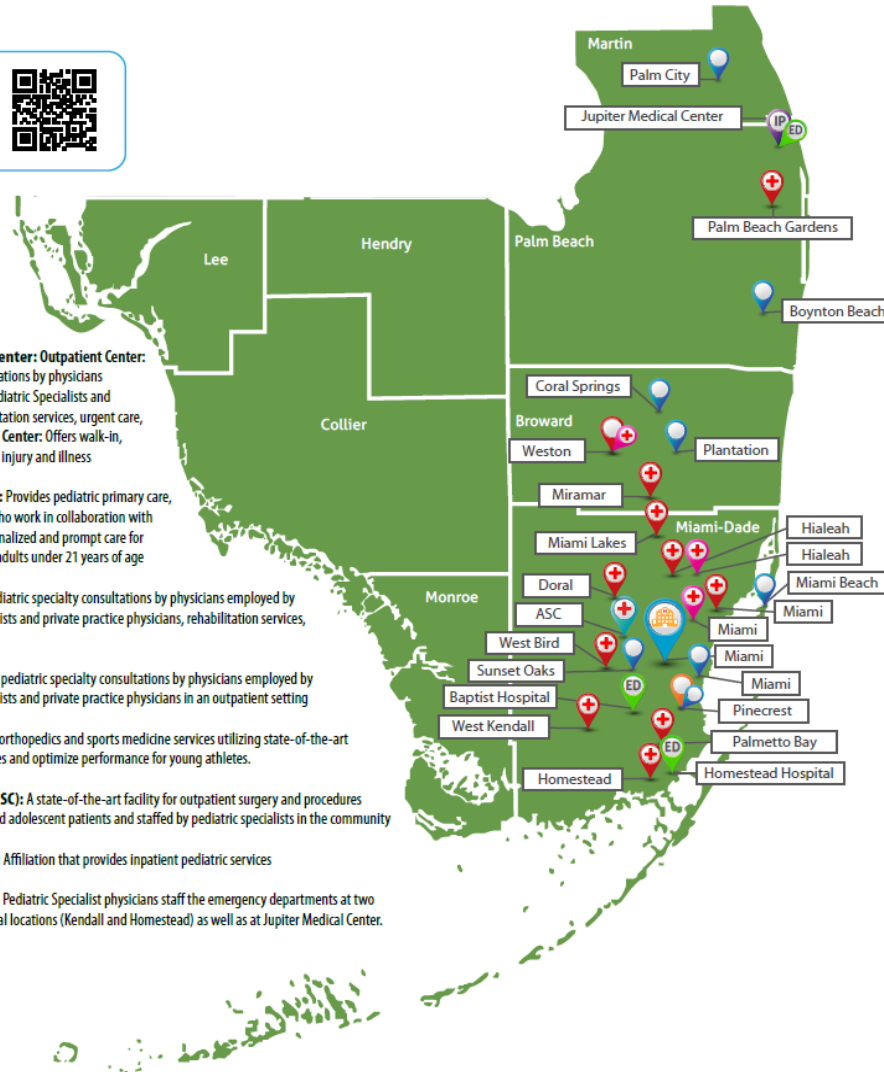 Martin
Palm City
Jupiter Medical Center
IP
ED
Palm Beach Gardens
Palm Beach
Hendry
Lee
Boynton Beach
enter: Outpatient Center:
ations by physicians
diatric Specialists and
tation services, urgent care,
Center: Offers walk-in,
injury and illness
Coral Springs
Broward
Collier
Weston
Plantation
: Provides pediatric primary care,
ho work in collaboration with
nalized and prompt care for
adults under 21 years of age
Miramar
Miami-Dade
Hialeah
Miami Lakes
Hialeah
Doral
Miami Beach
Monroe
ASC
Miami
Miami
diatric specialty consultations by physicians employed by
ists and private practice physicians, rehabilitation services,
West Bird
Miami
Sunset Oaks
Miami
ED
pediatric specialty consultations by physicians employed by
ists and private practice physicians in an outpatient setting
Baptist Hospital
Pinecrest
West Kendall
orthopedics and sports medicine services utilizing state-of-the-art
es and optimize performance for young athletes.
Palmetto Bay
ED
Homestead
Homestead Hospital
SC): A state-of-the-art facility for outpatient surgery and procedures
d adolescent patients and staffed by pediatric specialists in the community
: Affiliation that provides inpatient pediatric services
: Pediatric Specialist physicians staff the emergency departments at two
al locations (Kendall and Homestead) as well as at Jupiter Medical Center.